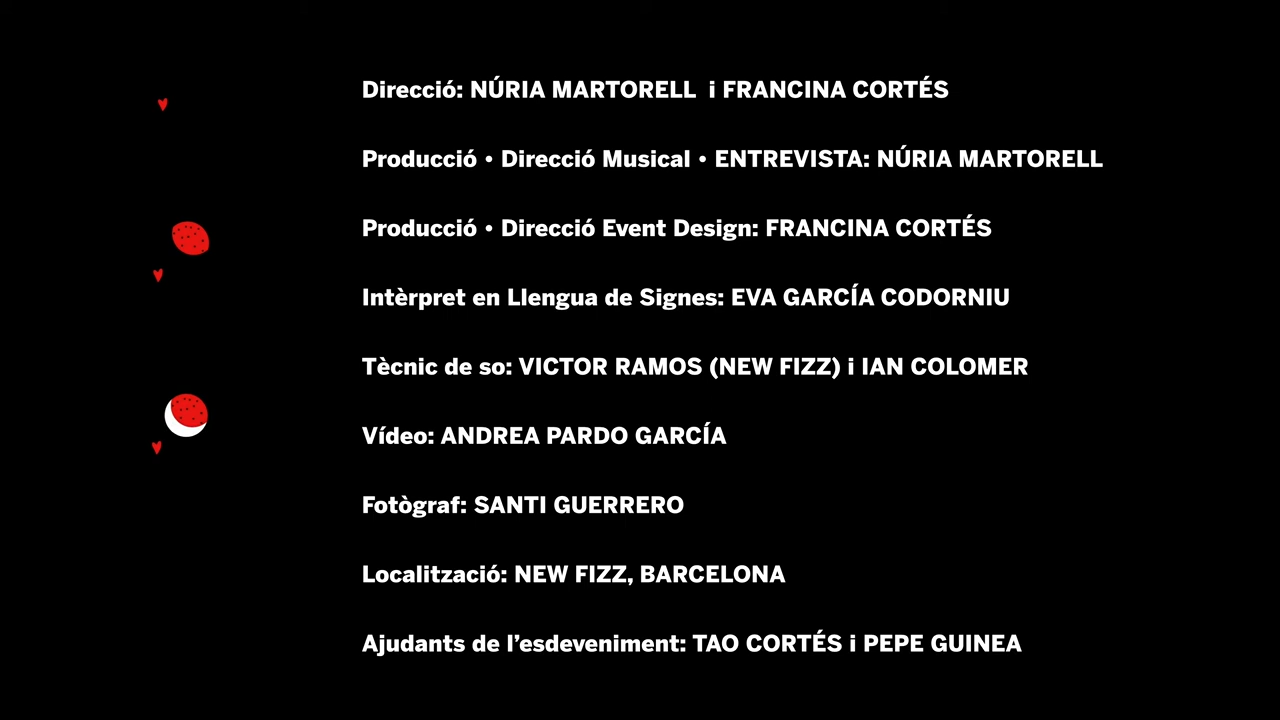 Direcció: NÚRIA MARTORELL i FRANCINA CORTÉS
Producció • Direcció Musical • ENTREVISTA: NÚRIA MARTORELL
Producció • Direcció Event Design: FRANCINA CORTÉS
Intèrpret en Llengua de Signes: EVA GARCÍA CODORNIU
Tècnic de so: VICTOR RAMOS (NEW FIZZ) i IAN COLOMER
Vídeo: ANDREA PARDO GARCÍA
Fotògraf: SANTI GUERRERO
Localització: NEW FIZZ, BARCELONA
Ajudants de l’esdeveniment: TAO CORTÉS i PEPE GUINEA